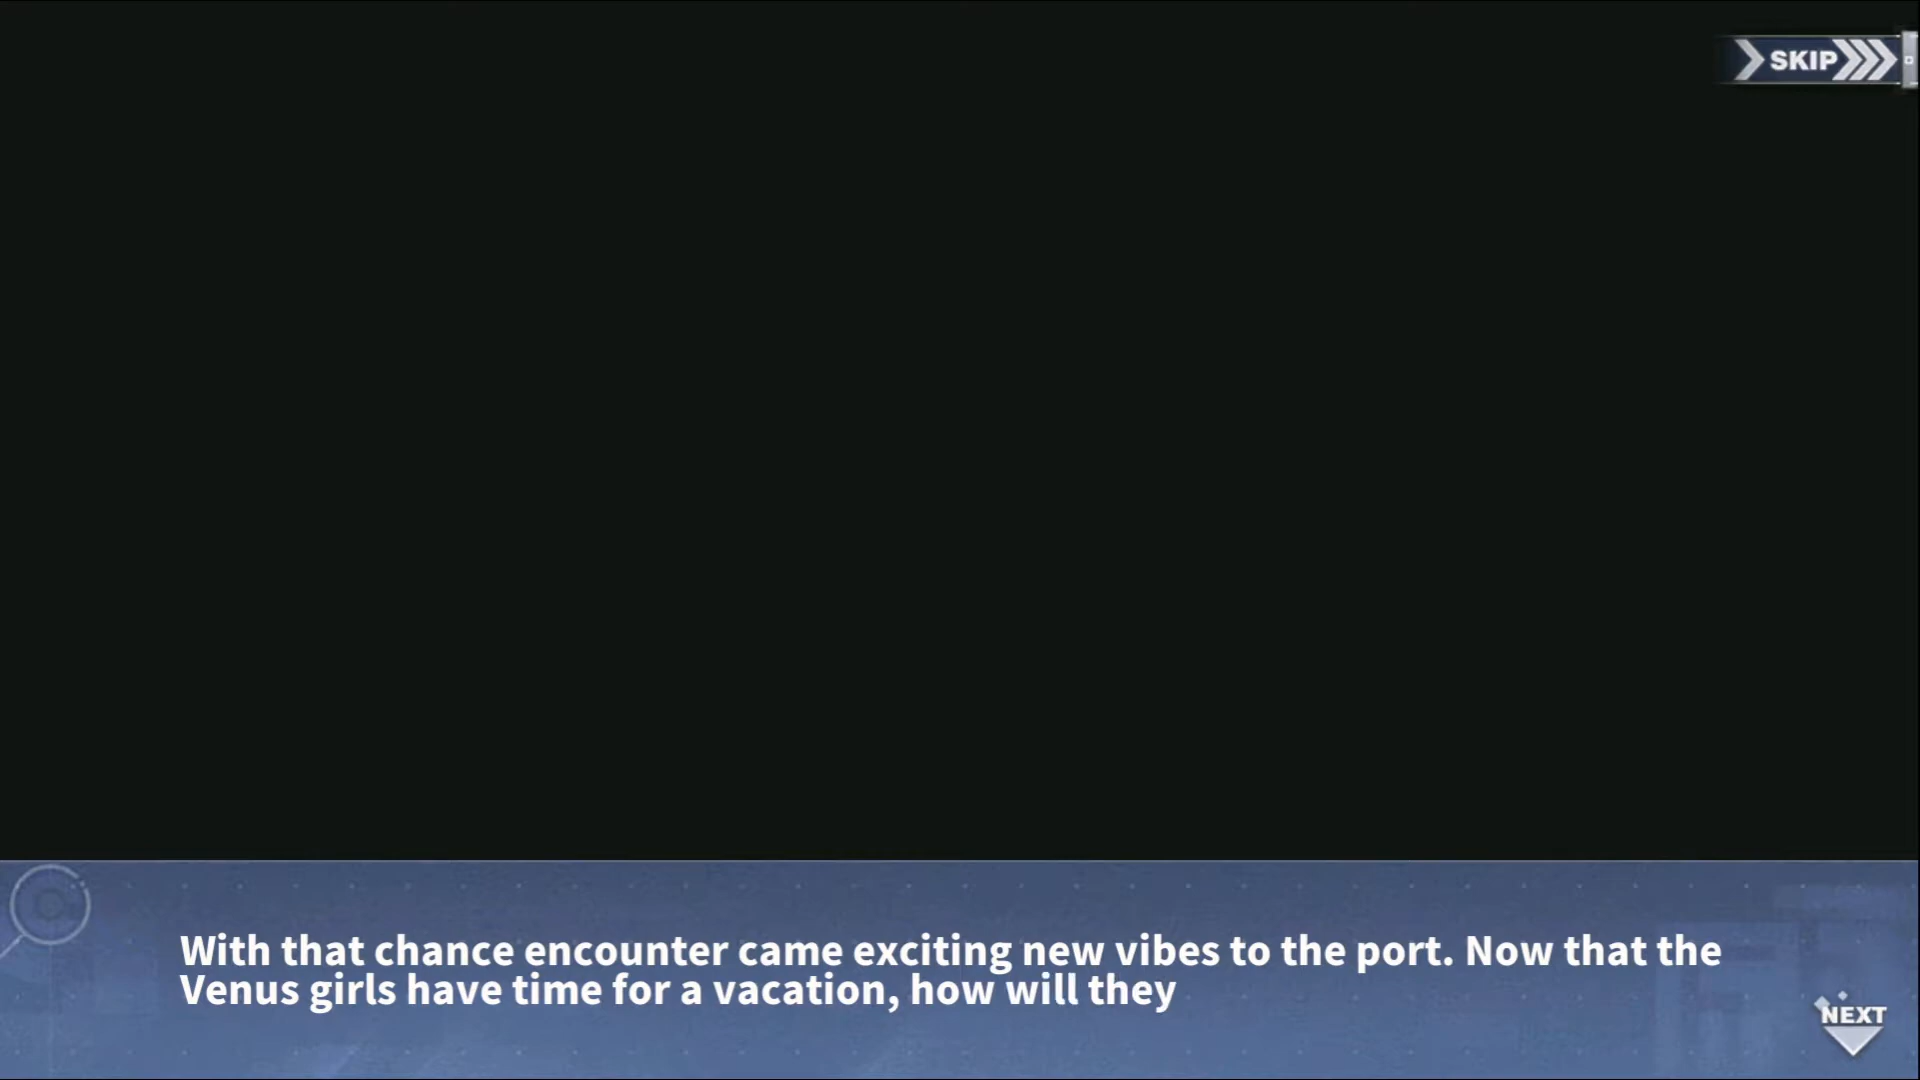 SKIP
With that chance encounter came exciting new vibes to the port. Now that the
Venus girls have time for a vacation, how will they
NEXT